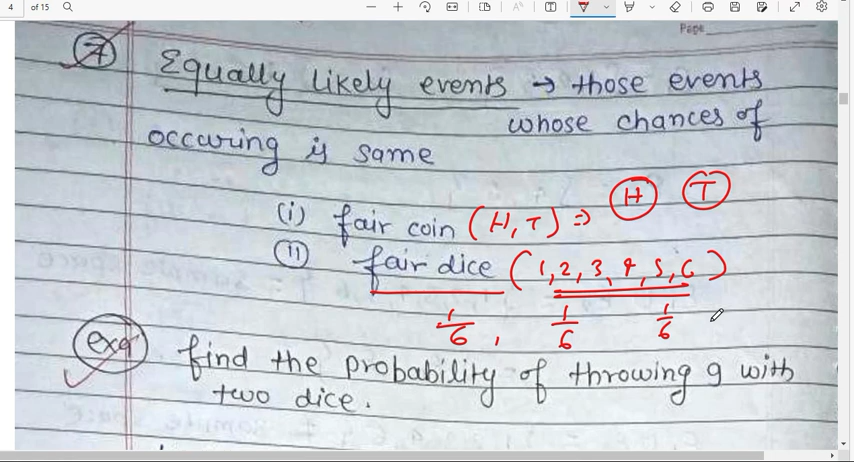 4 of 15
Page
7 Equally likely events → those events
whose chances of
occuring is same
(i) fair coin (H, T) ⇒ H T
(11) fair dice (1, 2, 3, 4, 5, 6)
1/6 , 1/6 1/6
exa find the probability of throwing 9 with
two dice.